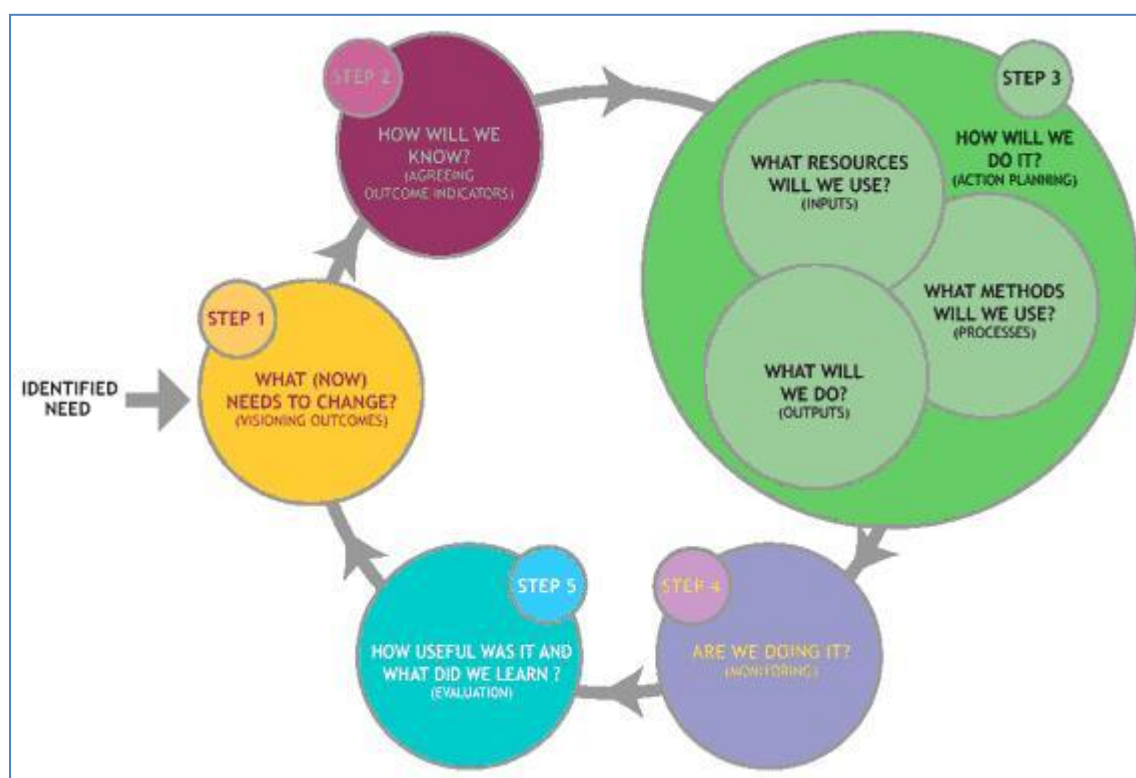 IDENTIFIED
NEED
STEP 1
WHAT (NOW)
NEEDS TO CHANGE?
(VISIONING OUTCOMES)
STEP 2
HOW WILL WE
KNOW?
(AGREEING
OUTCOME INDICATORS)
STEP 3
HOW WILL WE
DO IT?
(ACTION PLANNING)
WHAT RESOURCES
WILL WE USE?
(INPUTS)
WHAT METHODS
WILL WE USE?
(PROCESSES)
WHAT WILL
WE DO?
(OUTPUTS)
STEP 4
ARE WE DOING IT?
(MONITORING)
STEP 5
HOW USEFUL WAS IT AND
WHAT DID WE LEARN ?
(EVALUATION)